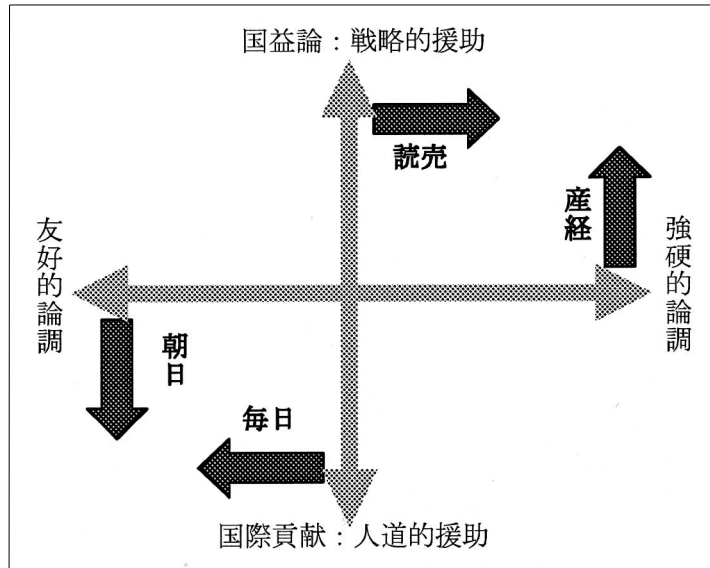 国益論：戦略的援助
読売
産経
友好的論調
強硬的論調
朝日
毎日
国際貢献：人道的援助